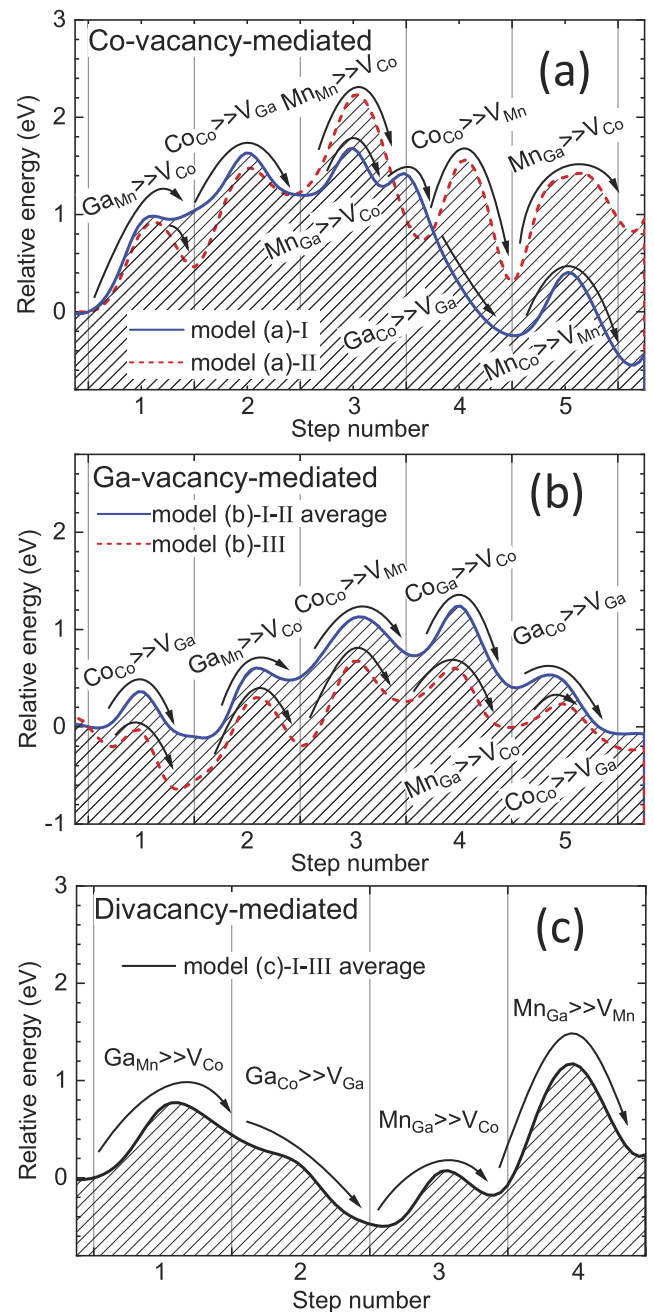 Co-vacancy-mediated
(a)
Co_Co>>V_Ga Mn_Mn>>V_Co
Co_Co>>V_Mn
Mn_Ga>>V_Co
Ga_Mn>>V_Co
Mn_Ga>>V_Co
Ga_Co>>V_Ga
Mn_Co>>V_Mn
model (a)-I
model (a)-II
Relative energy (eV)
3
2
1
0
1 2 3 4 5
Step number
Ga-vacancy-mediated
(b)
model (b)-I-II average
model (b)-III
Co_Co>>V_Ga
Ga_Mn>>V_Co
Co_Co>>V_Mn
Co_Ga>>V_Co
Ga_Co>>V_Ga
Mn_Ga>>V_Co
Co_Co>>V_Ga
Relative energy (eV)
2
1
0
-1
1 2 3 4 5
Step number
Divacancy-mediated
(c)
model (c)-I-III average
Ga_Mn>>V_Co
Ga_Co>>V_Ga
Mn_Ga>>V_Co
Mn_Ga>>V_Mn
Relative energy (eV)
3
2
1
0
1 2 3 4
Step number